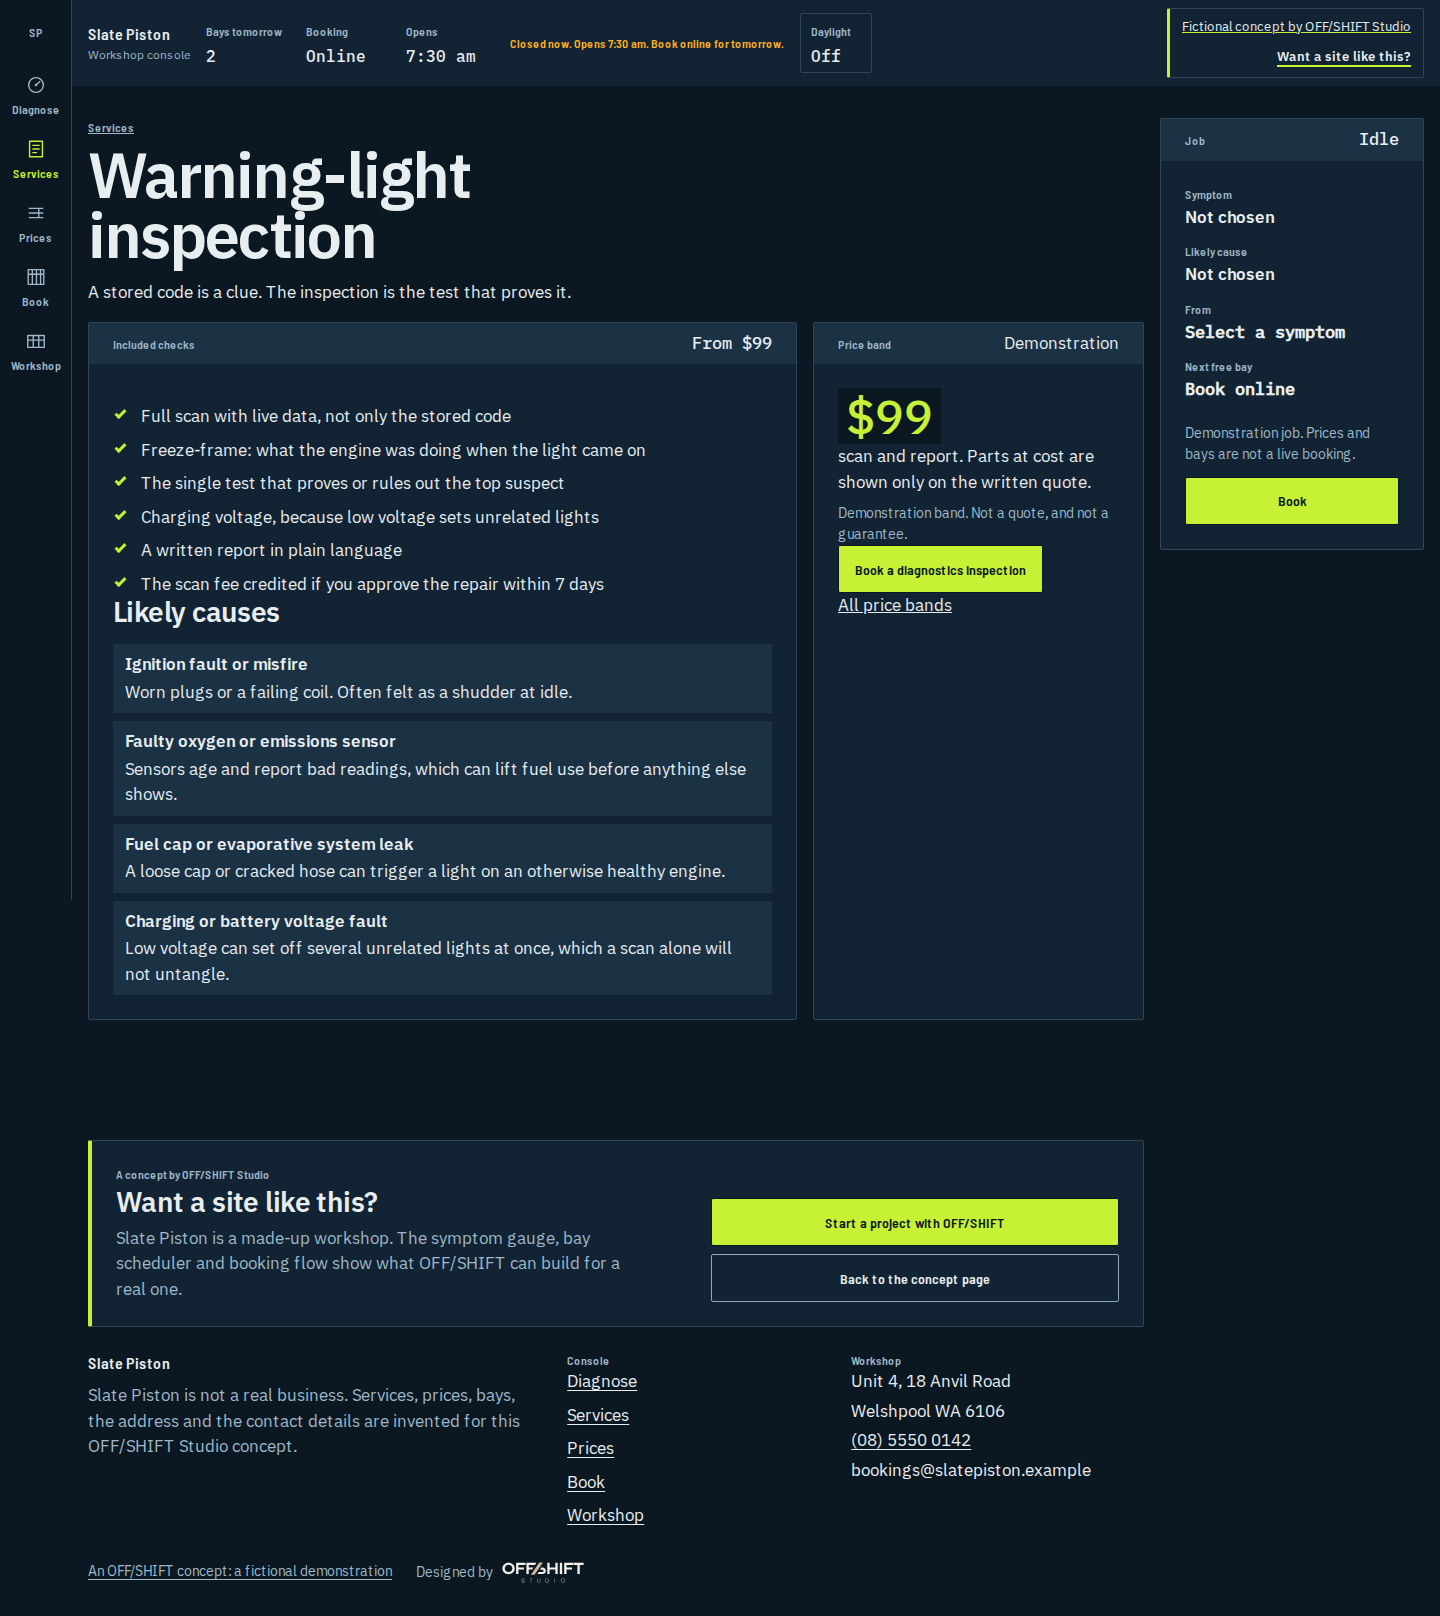 SP
Diagnose
Services
Prices
Book
Workshop
Slate Piston
Workshop console
Bays tomorrow
2
Booking
Online
Opens
7:30 am
Closed now. Opens 7:30 am. Book online for tomorrow.
Daylight
Off
Fictional concept by OFF/SHIFT Studio
Want a site like this?
Services
Warning-light
inspection
A stored code is a clue. The inspection is the test that proves it.
Included checks
From $99
Full scan with live data, not only the stored code
Freeze-frame: what the engine was doing when the light came on
The single test that proves or rules out the top suspect
Charging voltage, because low voltage sets unrelated lights
A written report in plain language
The scan fee credited if you approve the repair within 7 days
Likely causes
Ignition fault or misfire
Worn plugs or a failing coil. Often felt as a shudder at idle.
Faulty oxygen or emissions sensor
Sensors age and report bad readings, which can lift fuel use before anything else
shows.
Fuel cap or evaporative system leak
A loose cap or cracked hose can trigger a light on an otherwise healthy engine.
Charging or battery voltage fault
Low voltage can set off several unrelated lights at once, which a scan alone will
not untangle.
Price band
Demonstration
$99
scan and report. Parts at cost are
shown only on the written quote.
Demonstration band. Not a quote, and not a
guarantee.
Book a diagnostics inspection
All price bands
Job
Idle
Symptom
Not chosen
Likely cause
Not chosen
From
Select a symptom
Next free bay
Book online
Demonstration job. Prices and
bays are not a live booking.
Book
A concept by OFF/SHIFT Studio
Want a site like this?
Slate Piston is a made-up workshop. The symptom gauge, bay
scheduler and booking flow show what OFF/SHIFT can build for a
real one.
Start a project with OFF/SHIFT
Back to the concept page
Slate Piston
Slate Piston is not a real business. Services, prices, bays,
the address and the contact details are invented for this
OFF/SHIFT Studio concept.
Console
Diagnose
Services
Prices
Book
Workshop
Workshop
Unit 4, 18 Anvil Road
Welshpool WA 6106
(08) 5550 0142
bookings@slatepiston.example
An OFF/SHIFT concept: a fictional demonstration
Designed by
OFF/SHIFT
STUDIO